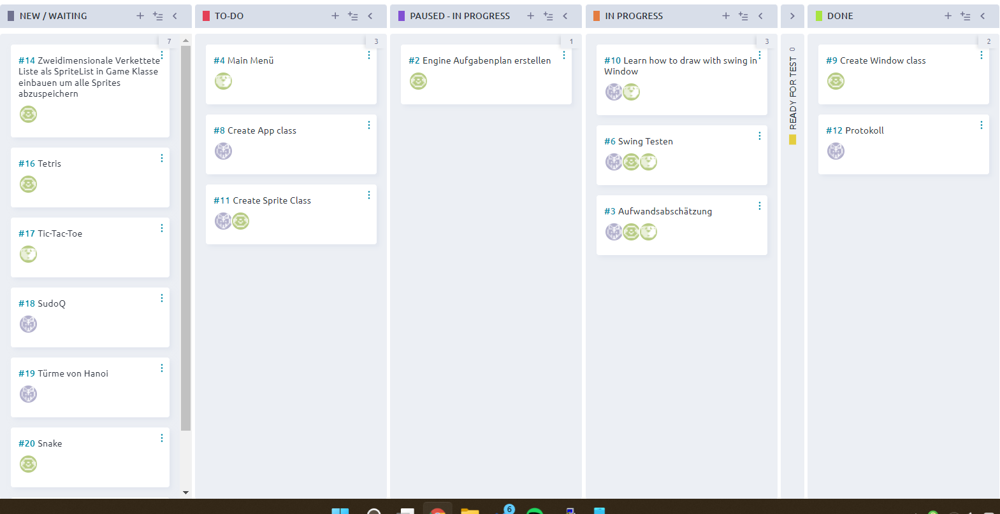 NEW / WAITING
7
#14 Zweidimensionale Verkettete
Liste als SpriteList in Game Klasse
einbauen um alle Sprites
abzuspeichern
#16 Tetris
#17 Tic-Tac-Toe
#18 SudoQ
#19 Türme von Hanoi
#20 Snake
TO-DO
3
#4 Main Menü
#8 Create App class
#11 Create Sprite Class
PAUSED - IN PROGRESS
1
#2 Engine Aufgabenplan erstellen
IN PROGRESS
3
#10 Learn how to draw with swing in
Window
#6 Swing Testen
#3 Aufwandsabschätzung
READY FOR TEST 0
DONE
2
#9 Create Window class
#12 Protokoll
6